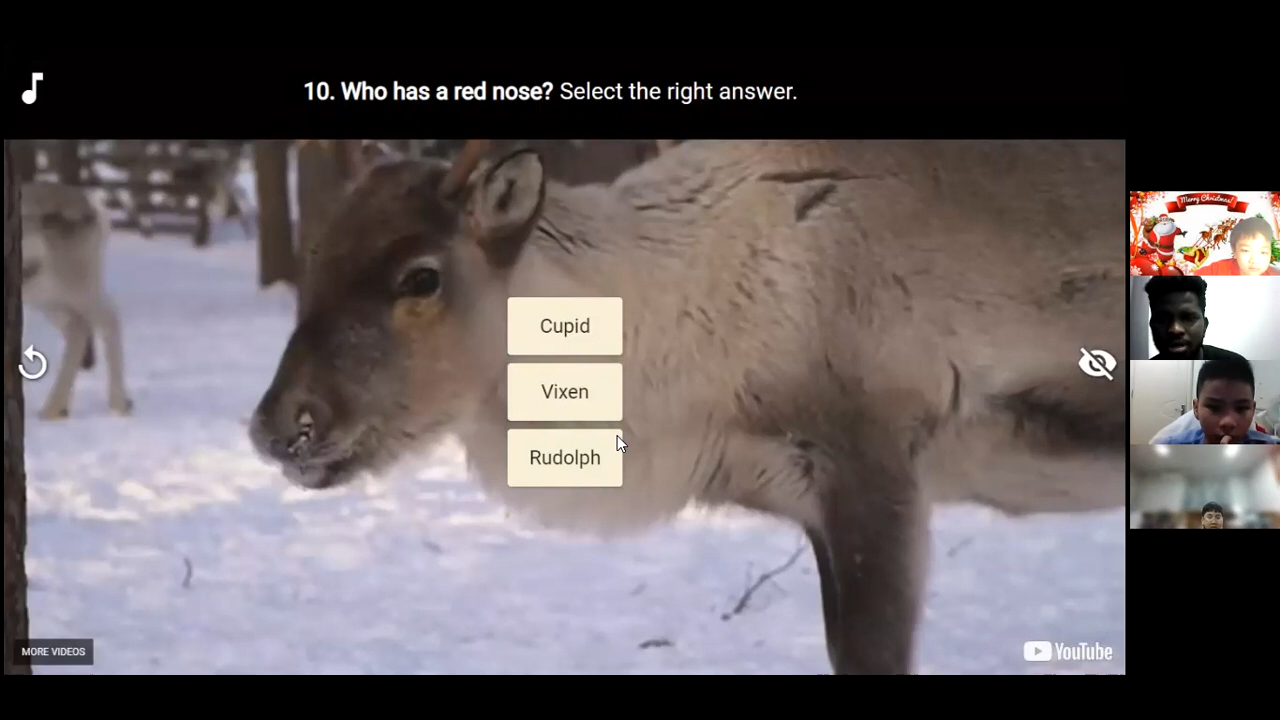 10. Who has a red nose? Select the right answer.
Merry Christmas!
Cupid
Vixen
Rudolph
MORE VIDEOS
YouTube